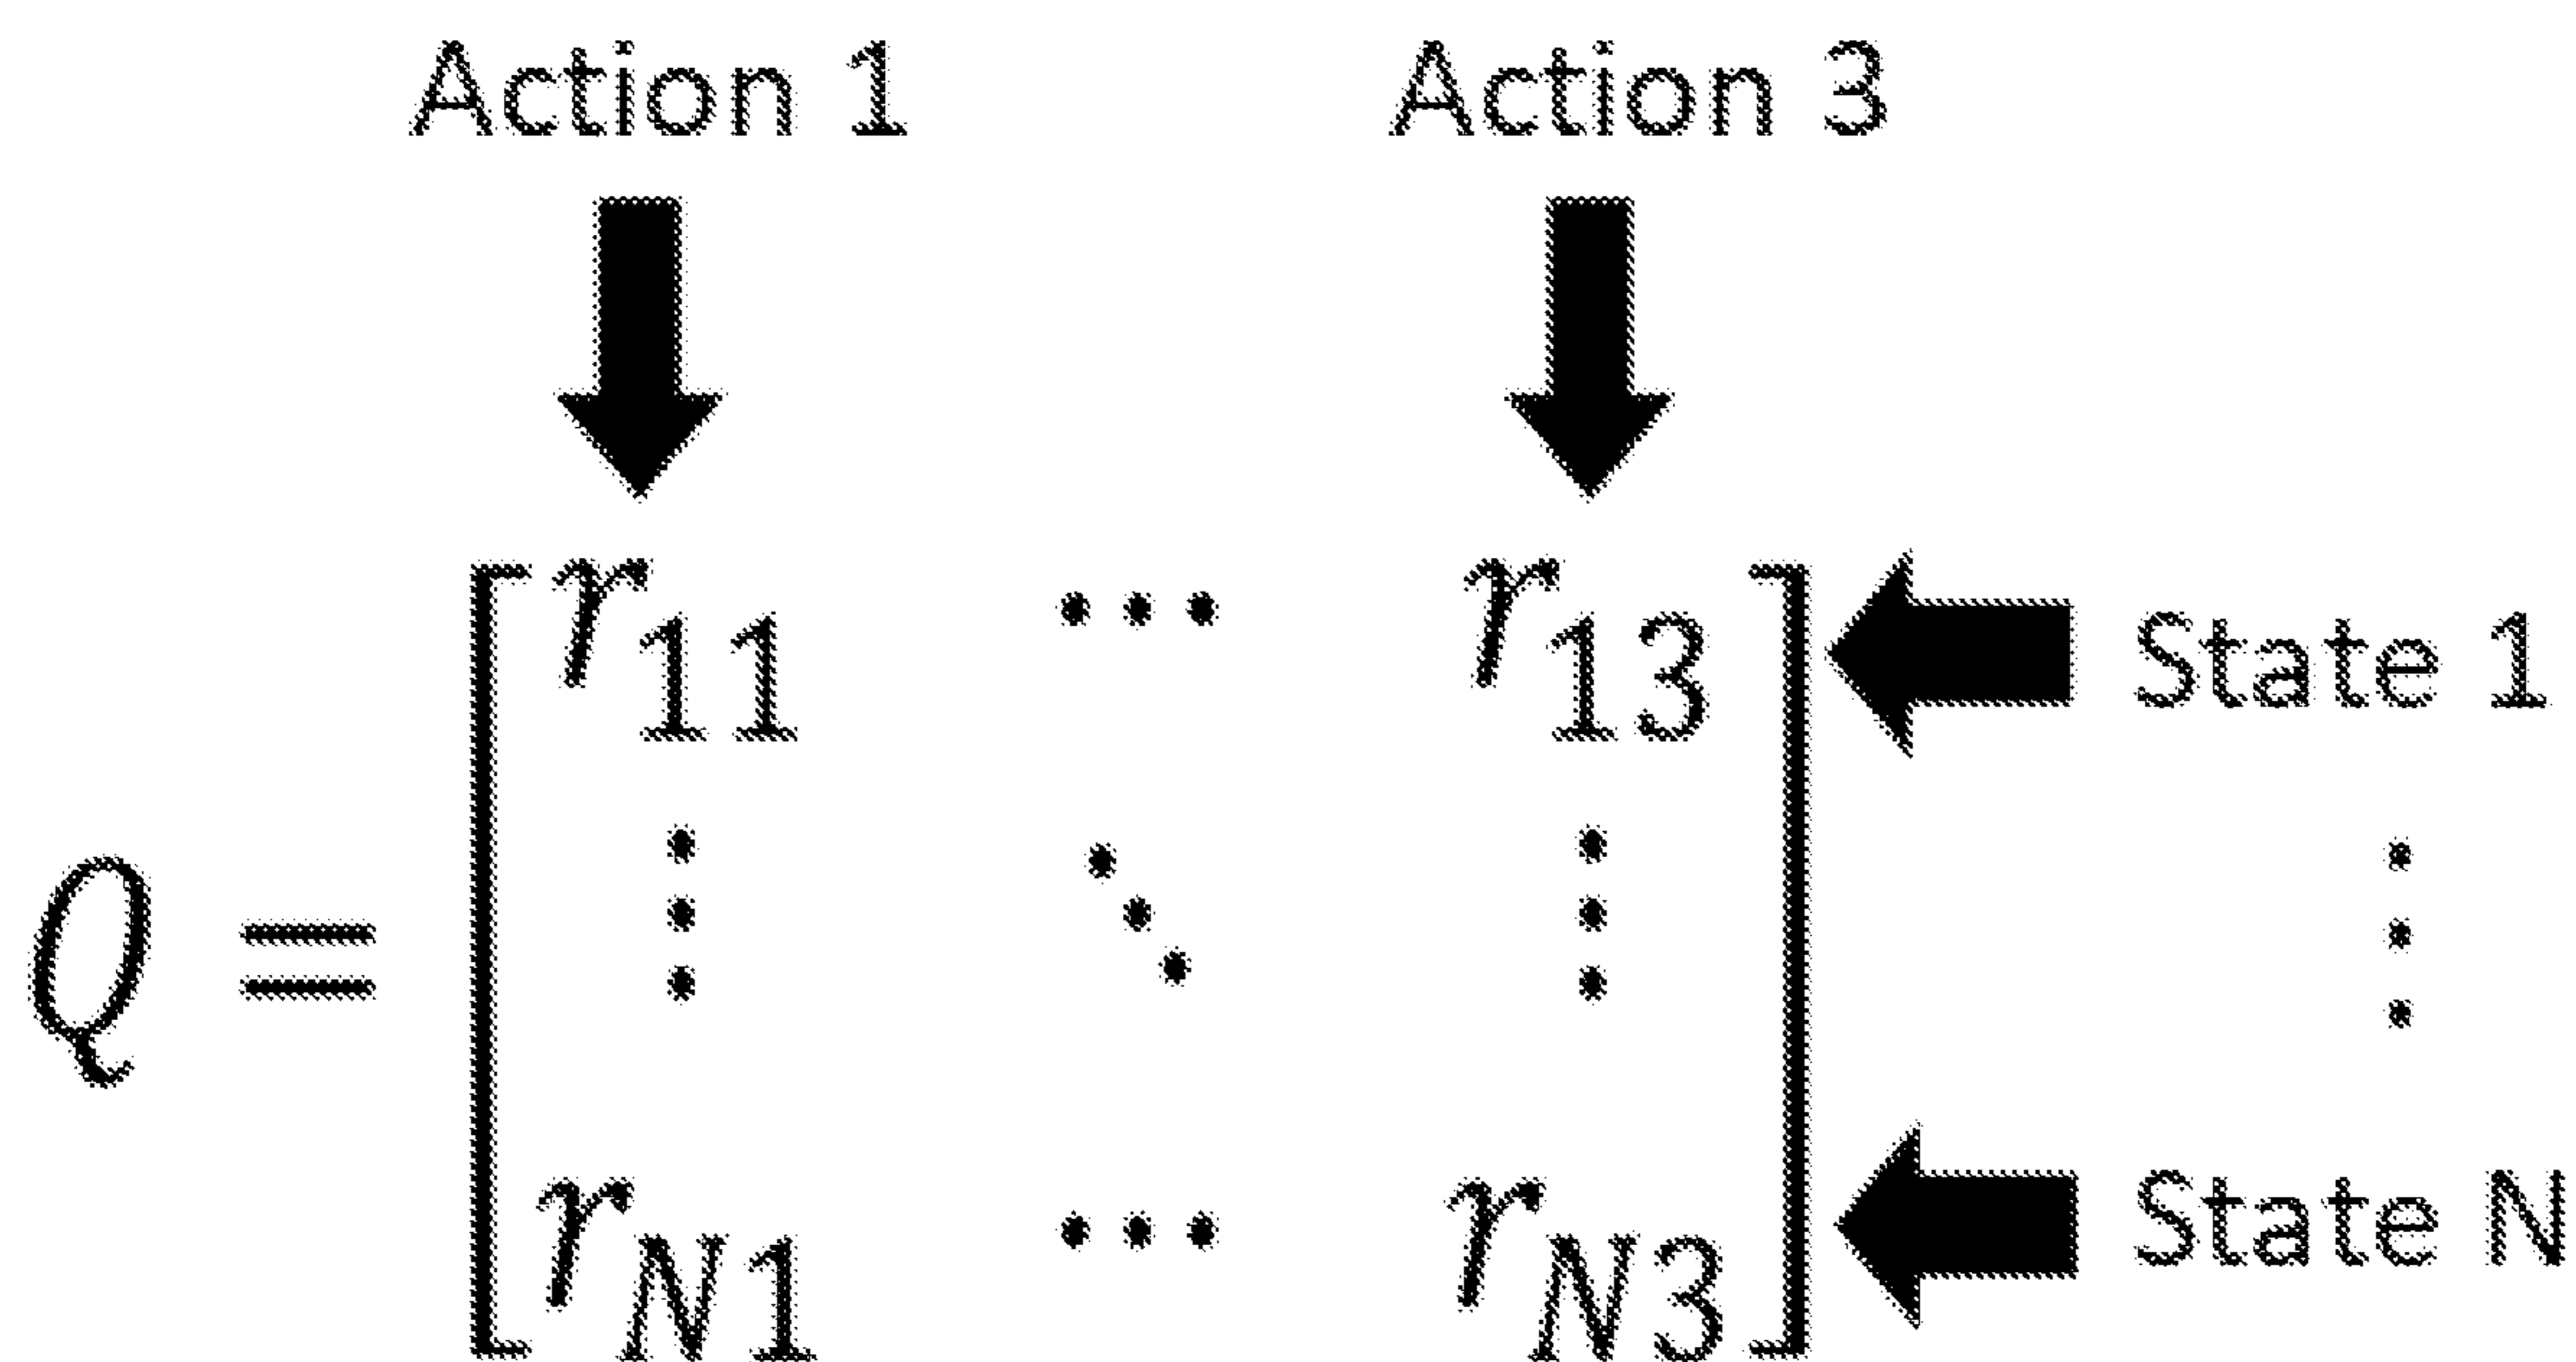 Action 1 Action 3
r11 ... r13 State 1
Q =
rN1 ... rN3 State N